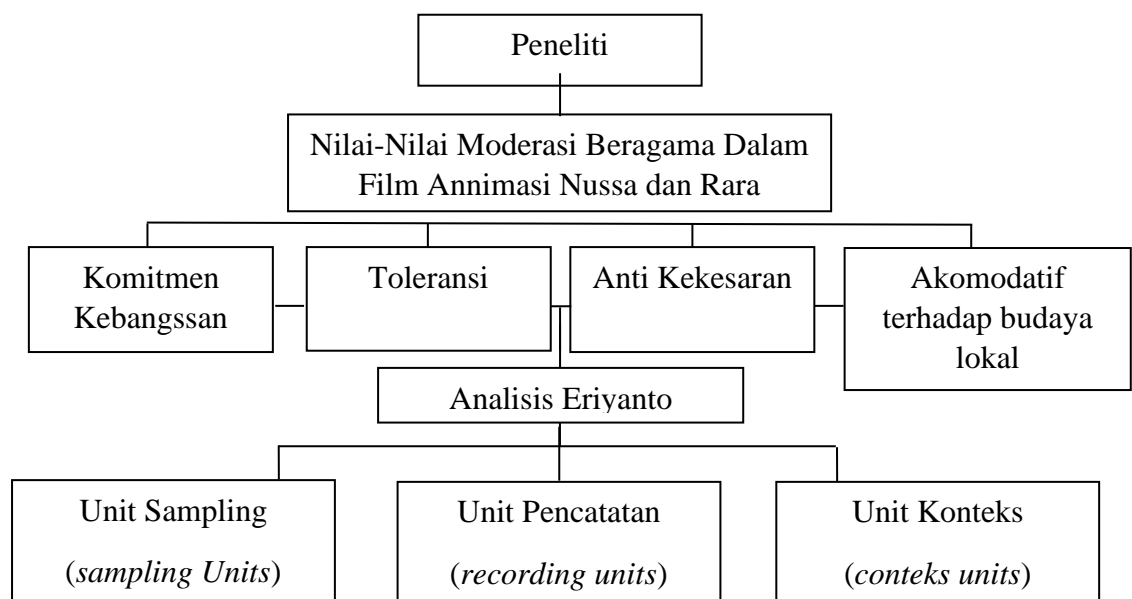 Peneliti
Nilai-Nilai Moderasi Beragama Dalam
Film Annimasi Nussa dan Rara
Komitmen
Kebangssan
Toleransi
Anti Kekesaran
Akomodatif
terhadap budaya
lokal
Analisis Eriyanto
Unit Sampling
(sampling Units)
Unit Pencatatan
(recording units)
Unit Konteks
(conteks units)